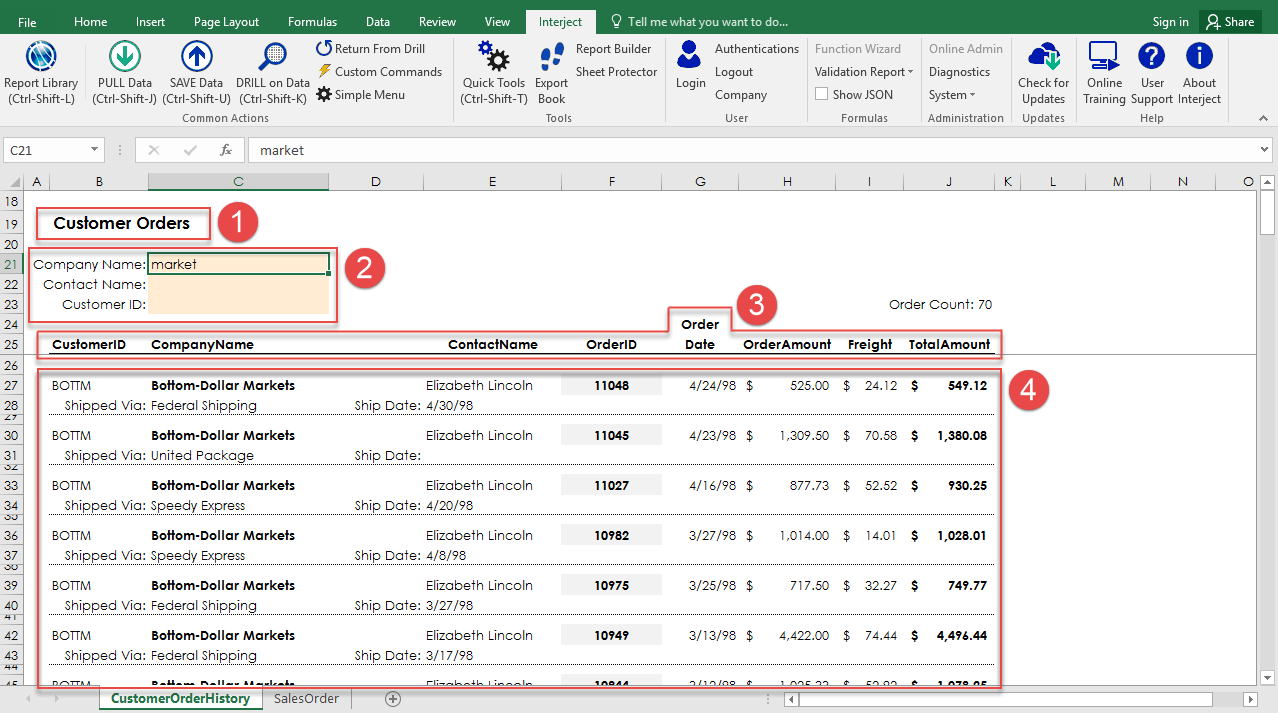 File Home Insert Page Layout Formulas Data Review View Interject Tell me what you want to do... Sign in Share
Report Library (Ctrl-Shift-L)
PULL Data (Ctrl-Shift-J)
SAVE Data (Ctrl-Shift-U)
DRILL on Data (Ctrl-Shift-K)
Return From Drill
Custom Commands
Simple Menu
Common Actions
Quick Tools (Ctrl-Shift-T)
Export Book
Report Builder
Sheet Protector
Tools
Login
Authentications
Logout
Company
User
Function Wizard
Validation Report
Show JSON
Formulas
Online Admin
Diagnostics
System
Administration
Check for Updates
Updates
Online Training
User Support
About Interject
Help
C21 fx market
A B C D E F G H I J K L M N O
18
19 Customer Orders 1
20
21 Company Name: market 2
22 Contact Name:
23 Customer ID: Order Count: 70 3
24 Order
25 CustomerID CompanyName ContactName OrderID Date OrderAmount Freight TotalAmount
26
27 BOTTM Bottom-Dollar Markets Elizabeth Lincoln 11048 4/24/98 $ 525.00 $ 24.12 $ 549.12 4
28 Shipped Via: Federal Shipping Ship Date: 4/30/98
29
30 BOTTM Bottom-Dollar Markets Elizabeth Lincoln 11045 4/23/98 $ 1,309.50 $ 70.58 $ 1,380.08
31 Shipped Via: United Package Ship Date:
32
33 BOTTM Bottom-Dollar Markets Elizabeth Lincoln 11027 4/16/98 $ 877.73 $ 52.52 $ 930.25
34 Shipped Via: Speedy Express Ship Date: 4/20/98
35
36 BOTTM Bottom-Dollar Markets Elizabeth Lincoln 10982 3/27/98 $ 1,014.00 $ 14.01 $ 1,028.01
37 Shipped Via: Speedy Express Ship Date: 4/8/98
38
39 BOTTM Bottom-Dollar Markets Elizabeth Lincoln 10975 3/25/98 $ 717.50 $ 32.27 $ 749.77
40 Shipped Via: Federal Shipping Ship Date: 3/27/98
41
42 BOTTM Bottom-Dollar Markets Elizabeth Lincoln 10949 3/13/98 $ 4,422.00 $ 74.44 $ 4,496.44
43 Shipped Via: Federal Shipping Ship Date: 3/17/98
44
45 BOTTM Bottom-Dollar Markets Elizabeth Lincoln
CustomerOrderHistory SalesOrder